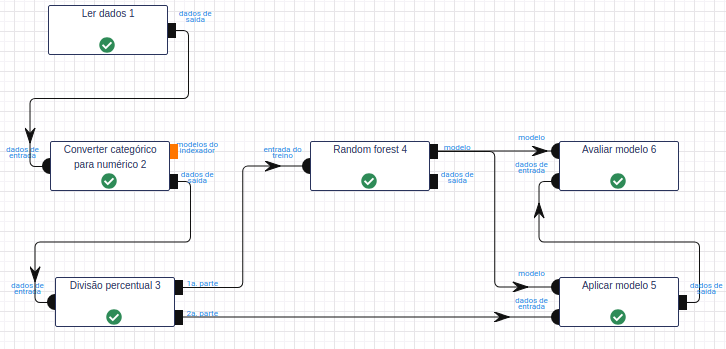 Ler dados 1
dados de
saída
dados de
entrada
Converter categórico
para numérico 2
modelos do
indexador
dados de
saída
entrada do
treino
Random forest 4
modelo
dados de
saída
modelo
dados de
entrada
Avaliar modelo 6
dados de
entrada
Divisão percentual 3
1a. parte
2a. parte
modelo
dados de
entrada
Aplicar modelo 5
dados de
saída